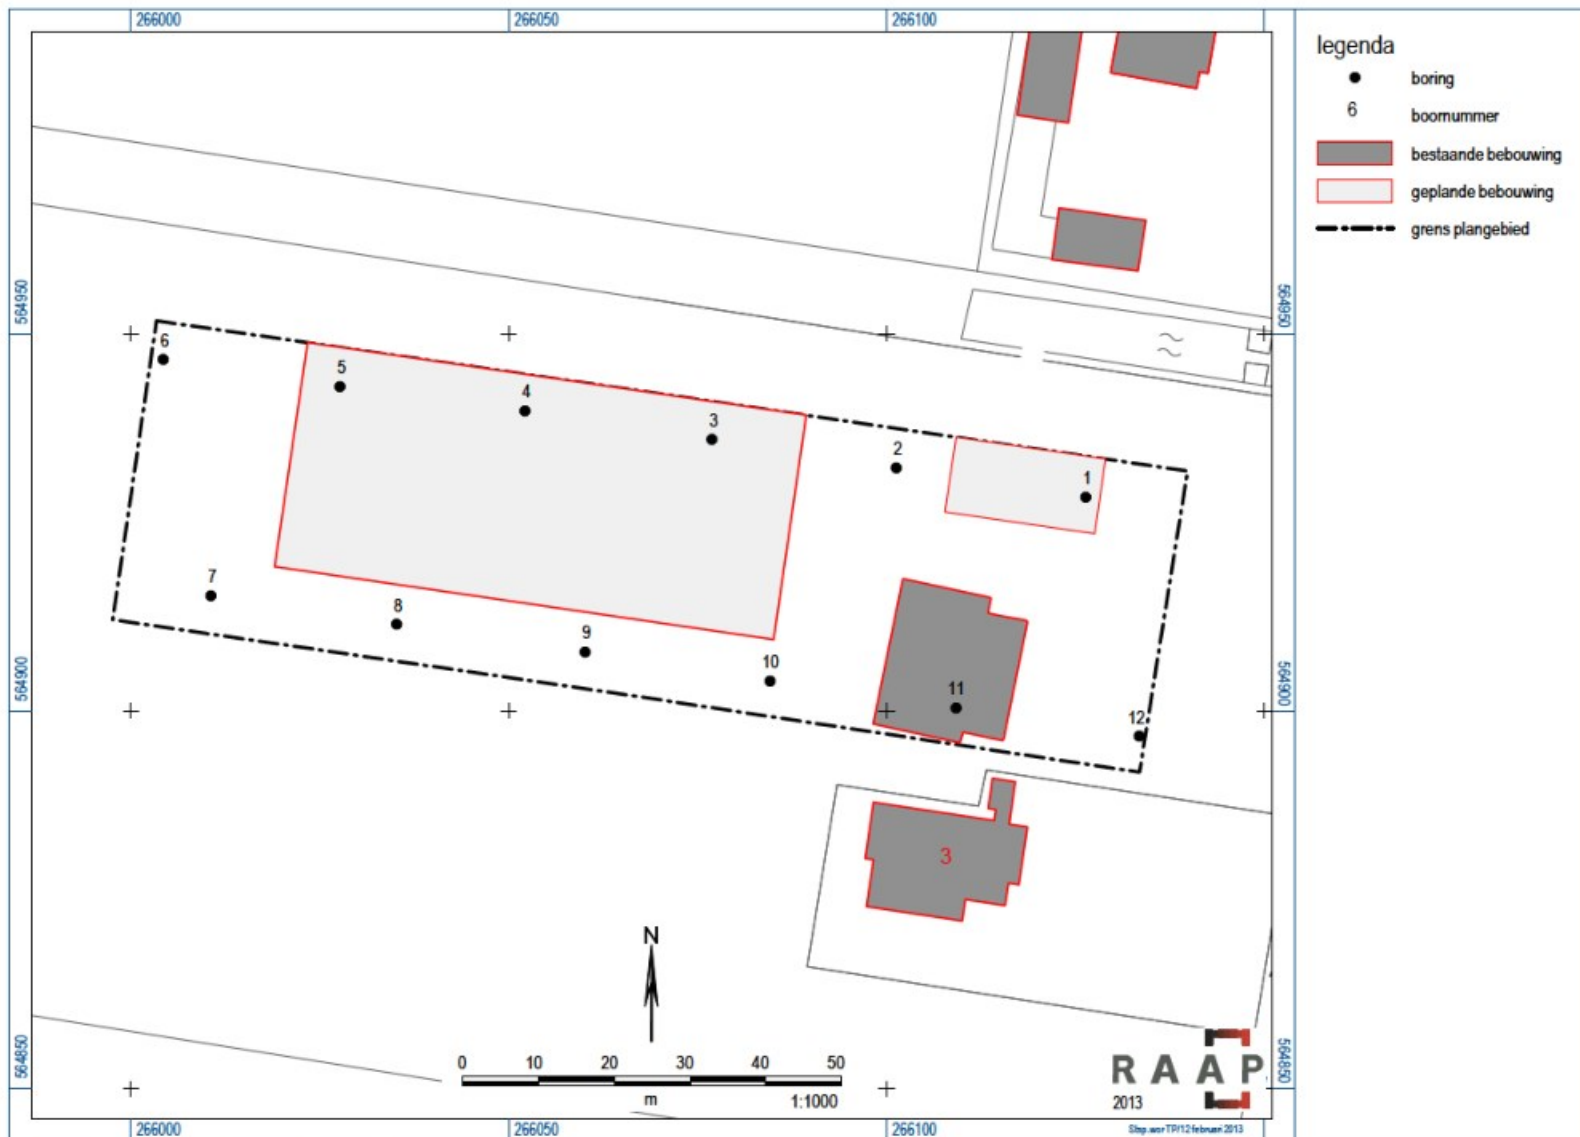 266000 266050 266100
legenda
boring
6 boornummer
bestaande bebouwing
geplande bebouwing
grens plangebied
564950 564950
6
5
4
3
2
1
7
8
9
10
11
12
564900 564900
3
N
0 10 20 30 40 50
m 1:1000
RAAP
2013
564850 564850
266000 266050 266100